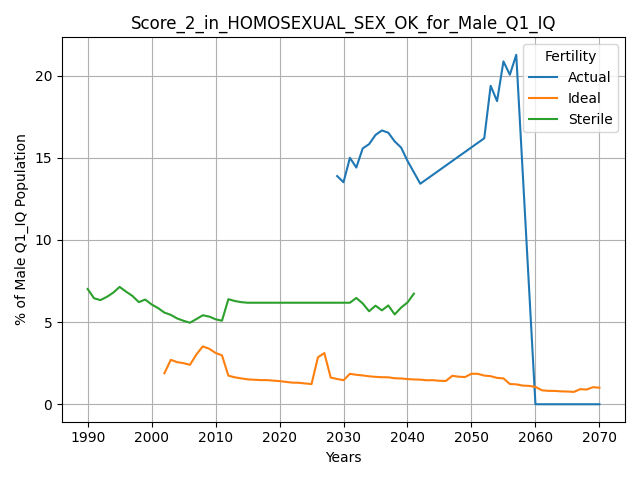 Score_2_in_HOMOSEXUAL_SEX_OK_for_Male_Q1_IQ
Fertility
Actual
Ideal
Sterile
% of Male Q1_IQ Population
20
15
10
5
0
1990 2000 2010 2020 2030 2040 2050 2060 2070
Years